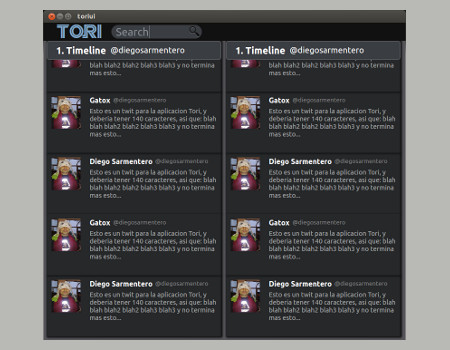 toriui
TORI
Search
1. Timeline @diegosarmentero
blah blah2 blah2 blah3 blah3 y no termina
mas esto...
Gatox @diegosarmentero
Esto es un twit para la aplicacion Tori, y
deberia tener 140 caracteres, asi que: blah
blah blah2 blah2 blah3 blah3 y no termina
mas esto...
Diego Sarmentero @diegosarmentero
Esto es un twit para la aplicacion Tori, y
deberia tener 140 caracteres, asi que: blah
blah blah2 blah2 blah3 blah3 y no termina
mas esto...
Gatox @diegosarmentero
Esto es un twit para la aplicacion Tori, y
deberia tener 140 caracteres, asi que: blah
blah blah2 blah2 blah3 blah3 y no termina
mas esto...
Diego Sarmentero @diegosarmentero
Esto es un twit para la aplicacion Tori, y
deberia tener 140 caracteres, asi que: blah
blah blah2 blah2 blah3 blah3 y no termina
mas esto...
1. Timeline @diegosarmentero
blah blah2 blah2 blah3 blah3 y no termina
mas esto...
Gatox @diegosarmentero
Esto es un twit para la aplicacion Tori, y
deberia tener 140 caracteres, asi que: blah
blah blah2 blah2 blah3 blah3 y no termina
mas esto...
Diego Sarmentero @diegosarmentero
Esto es un twit para la aplicacion Tori, y
deberia tener 140 caracteres, asi que: blah
blah blah2 blah2 blah3 blah3 y no termina
mas esto...
Gatox @diegosarmentero
Esto es un twit para la aplicacion Tori, y
deberia tener 140 caracteres, asi que: blah
blah blah2 blah2 blah3 blah3 y no termina
mas esto...
Diego Sarmentero @diegosarmentero
Esto es un twit para la aplicacion Tori, y
deberia tener 140 caracteres, asi que: blah
blah blah2 blah2 blah3 blah3 y no termina
mas esto...